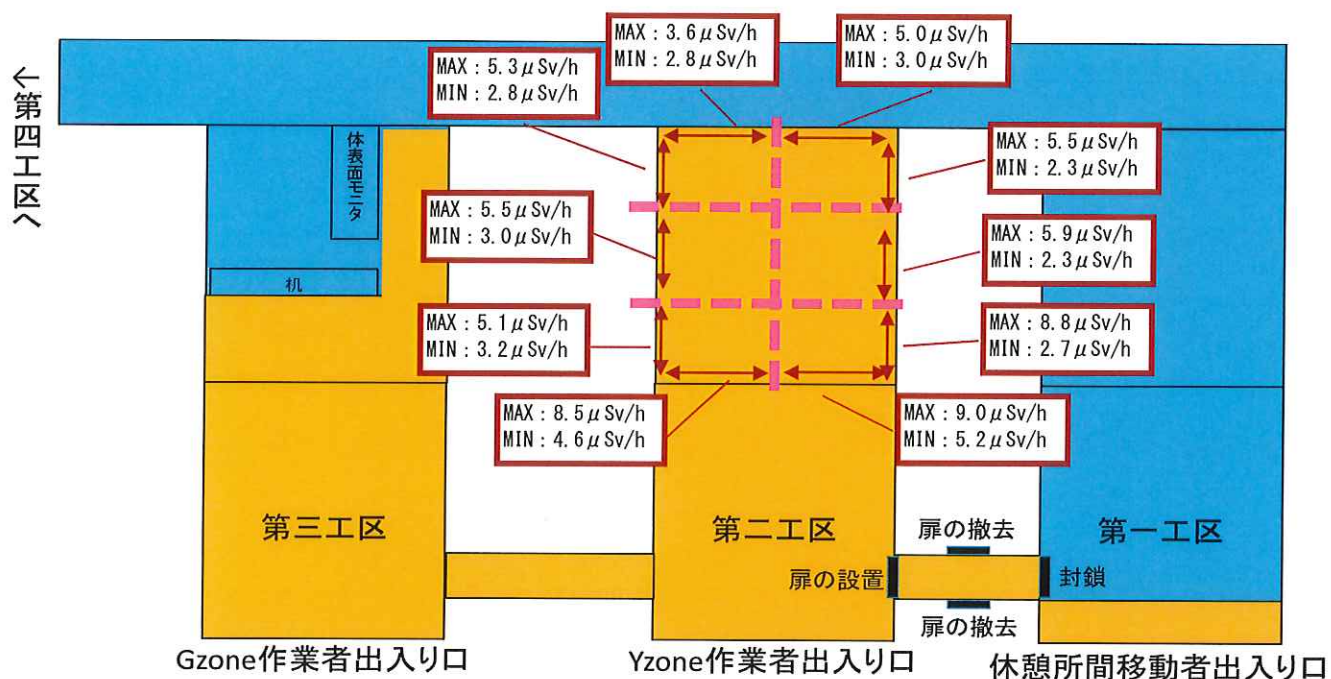 MAX：3.6μSv/h
MIN：2.8μSv/h
MAX：5.0μSv/h
MIN：3.0μSv/h
MAX：5.3μSv/h
MIN：2.8μSv/h
←第四工区へ
体表面モニタ
MAX：5.5μSv/h
MIN：2.3μSv/h
MAX：5.5μSv/h
MIN：3.0μSv/h
MAX：5.9μSv/h
MIN：2.3μSv/h
机
MAX：5.1μSv/h
MIN：3.2μSv/h
MAX：8.8μSv/h
MIN：2.7μSv/h
MAX：8.5μSv/h
MIN：4.6μSv/h
MAX：9.0μSv/h
MIN：5.2μSv/h
第三工区
第二工区
扉の撤去
第一工区
扉の設置
封鎖
扉の撤去
Gzone作業者出入り口
Yzone作業者出入り口
休憩所間移動者出入り口